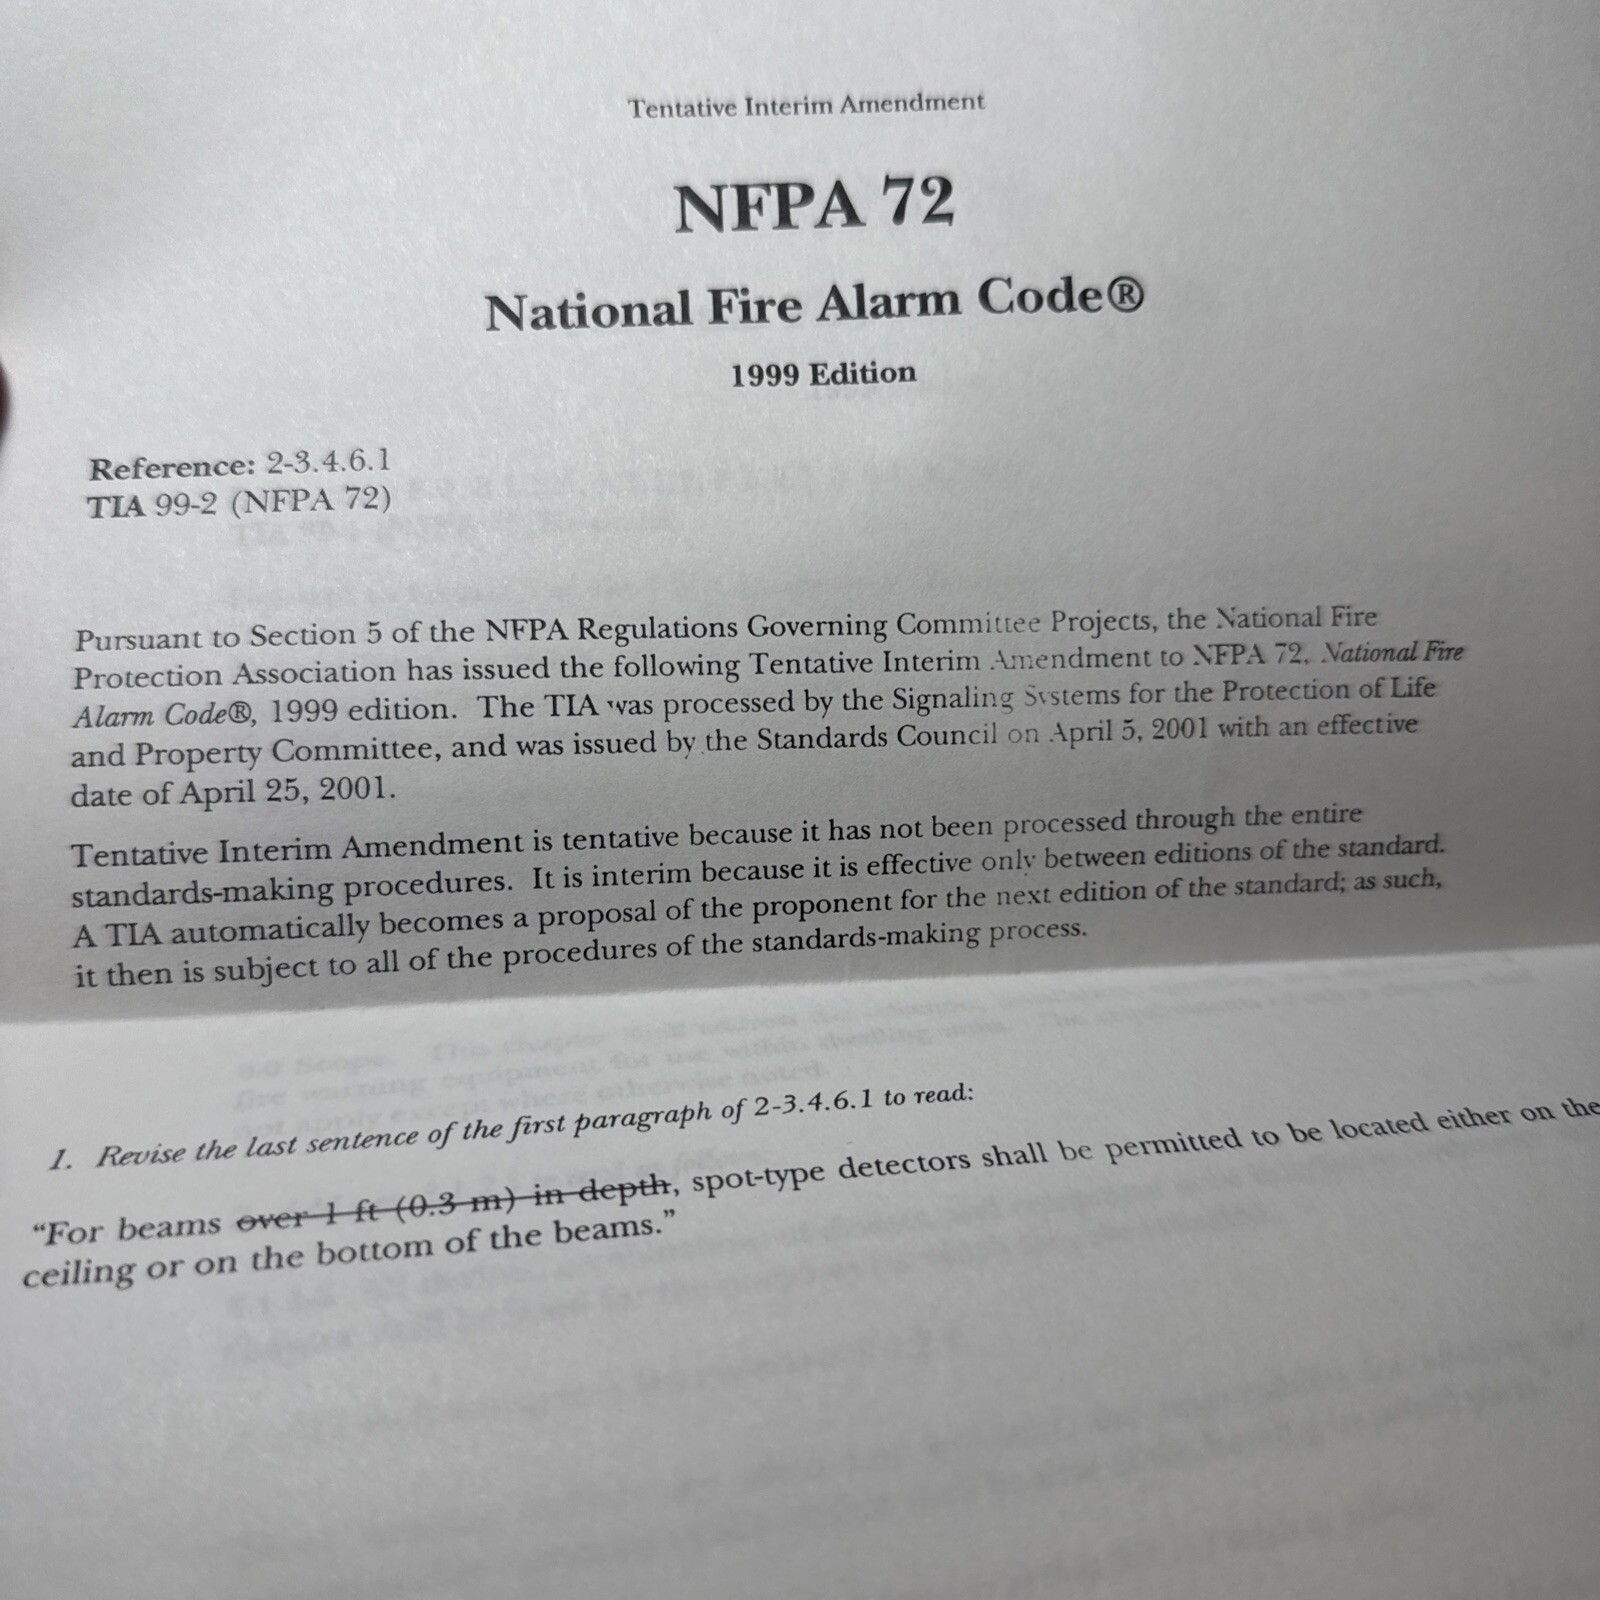 Tentative Interim Amendment
NFPA 72
National Fire Alarm Code®
1999 Edition
Reference: 2-3.4.6.1
TIA 99-2 (NFPA 72)
Pursuant to Section 5 of the NFPA Regulations Governing Committee Projects, the National Fire
Protection Association has issued the following Tentative Interim Amendment to NFPA 72, National Fire
Alarm Code®, 1999 edition. The TIA was processed by the Signaling Systems for the Protection of Life
and Property Committee, and was issued by the Standards Council on April 5, 2001 with an effective
date of April 25, 2001.
Tentative Interim Amendment is tentative because it has not been processed through the entire
standards-making procedures. It is interim because it is effective only between editions of the standard.
A TIA automatically becomes a proposal of the proponent for the next edition of the standard; as such,
it then is subject to all of the procedures of the standards-making process.
1. Revise the last sentence of the first paragraph of 2-3.4.6.1 to read:
“For beams over 1 ft (0.3 m) in depth, spot-type detectors shall be permitted to be located either on the
ceiling or on the bottom of the beams.”